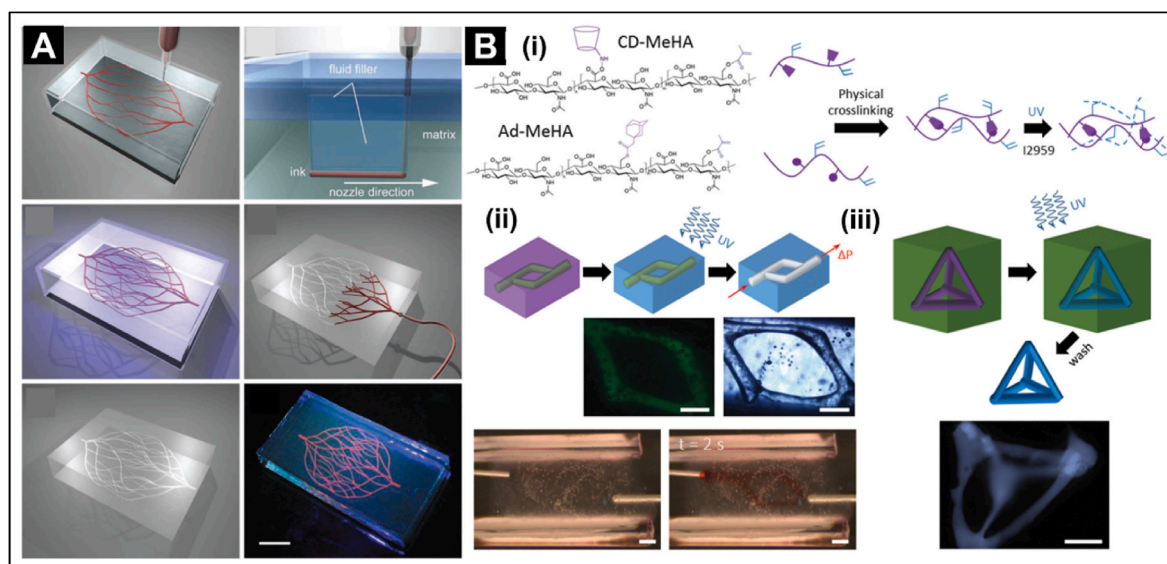 A
fluid filler
matrix
ink
nozzle direction
B
(i)
CD-MeHA
Ad-MeHA
Physical
crosslinking
UV
I2959
(ii)
UV
ΔP
t = 2 s
(iii)
UV
wash